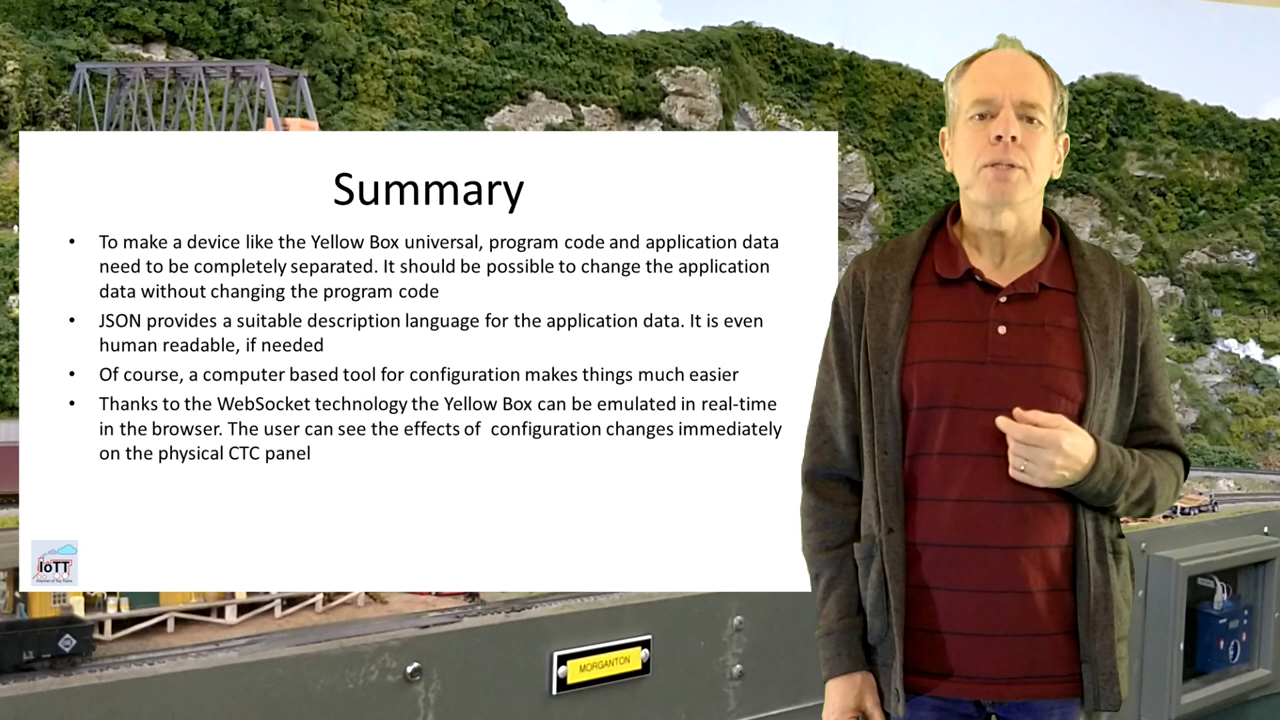 Summary
• To make a device like the Yellow Box universal, program code and application data
need to be completely separated. It should be possible to change the application
data without changing the program code
• JSON provides a suitable description language for the application data. It is even
human readable, if needed
• Of course, a computer based tool for configuration makes things much easier
• Thanks to the WebSocket technology the Yellow Box can be emulated in real-time
in the browser. The user can see the effects of  configuration changes immediately
on the physical CTC panel
IoTT
Internet of Toy Trains
MORGANTON